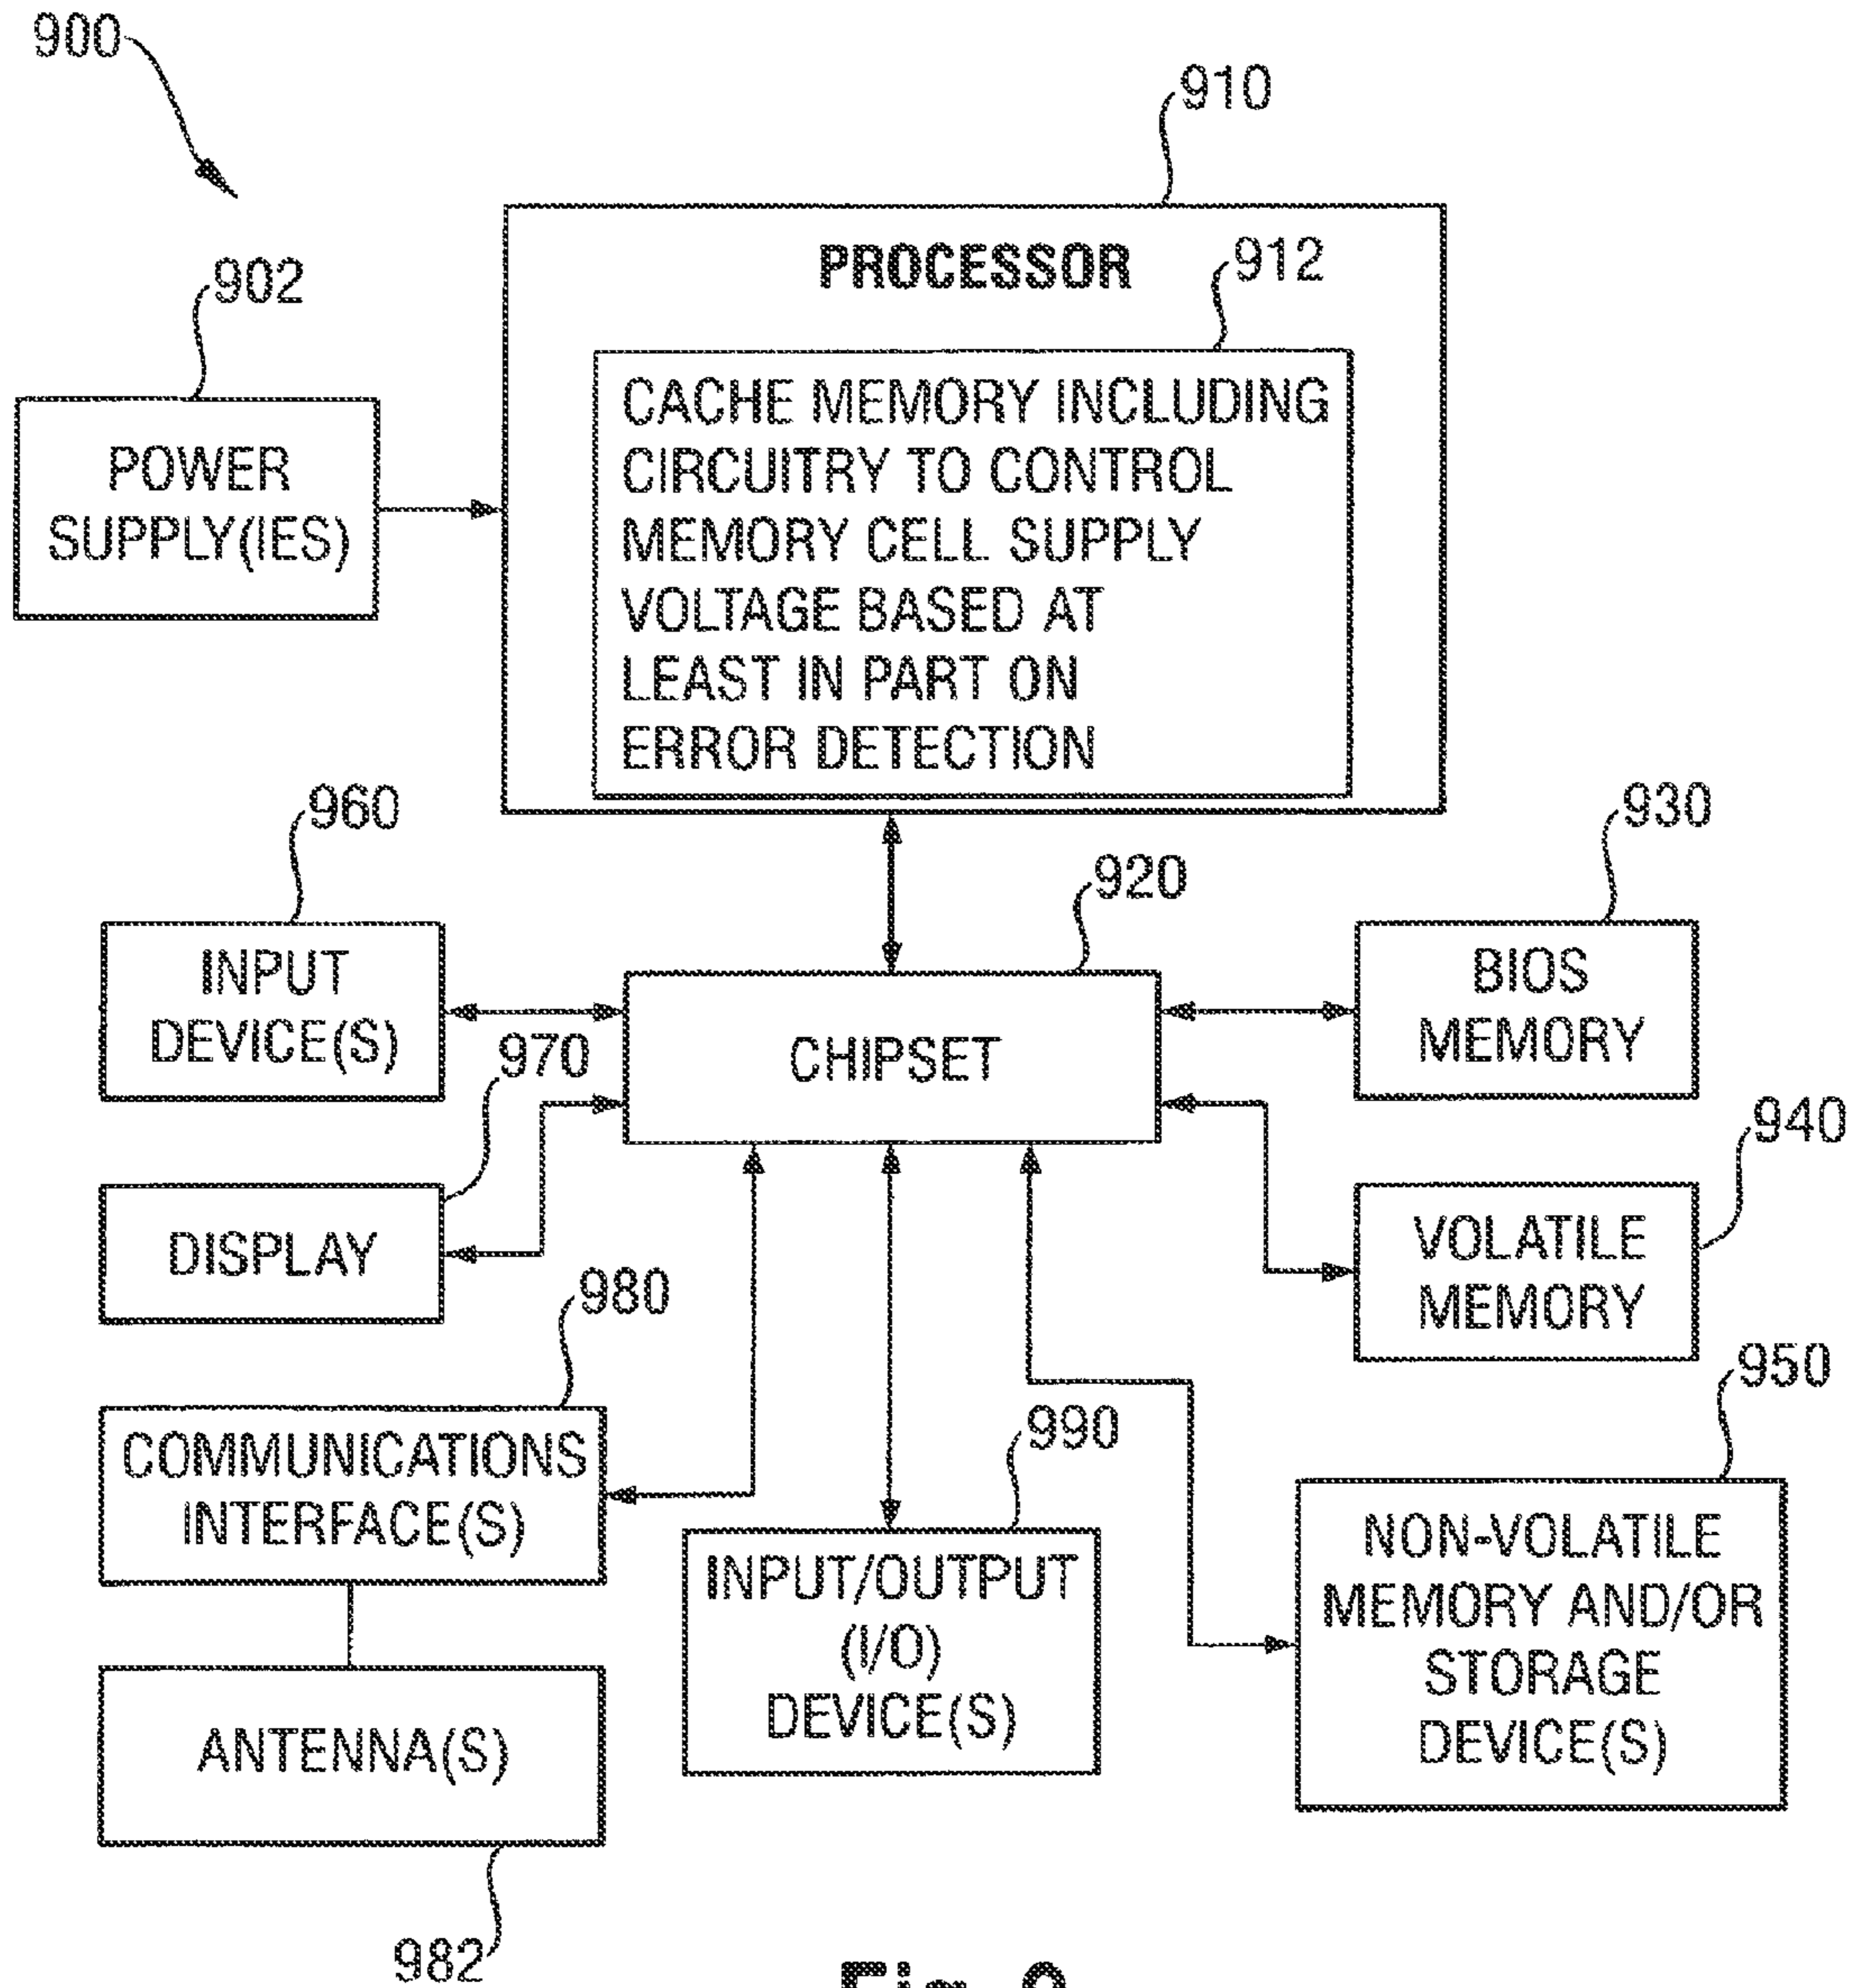 900
910
PROCESSOR
912
902
POWER
SUPPLY(IES)
CACHE MEMORY INCLUDING
CIRCUITRY TO CONTROL
MEMORY CELL SUPPLY
VOLTAGE BASED AT
LEAST IN PART ON
ERROR DETECTION
960
INPUT
DEVICE(S)
920
CHIPSET
930
BIOS
MEMORY
970
DISPLAY
940
VOLATILE
MEMORY
980
COMMUNICATIONS
INTERFACE(S)
990
INPUT/OUTPUT
(I/O)
DEVICE(S)
950
NON-VOLATILE
MEMORY AND/OR
STORAGE
DEVICE(S)
ANTENNA(S)
982
Fig.